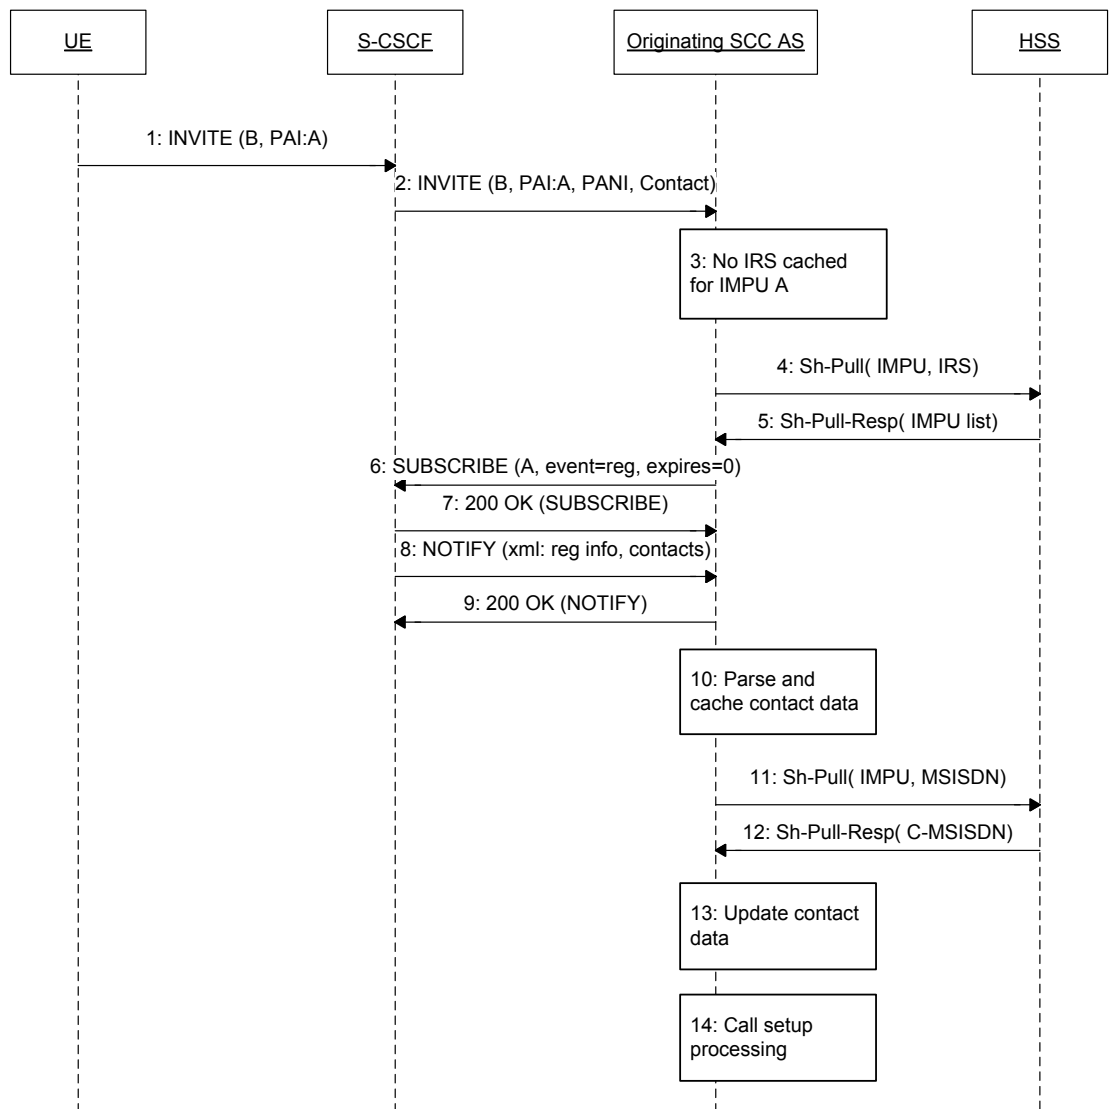 UE
S-CSCF
Originating SCC AS
HSS
1: INVITE (B, PAI:A)
2: INVITE (B, PAI:A, PANI, Contact)
3: No IRS cached
for IMPU A
4: Sh-Pull( IMPU, IRS)
5: Sh-Pull-Resp( IMPU list)
6: SUBSCRIBE (A, event=reg, expires=0)
7: 200 OK (SUBSCRIBE)
8: NOTIFY (xml: reg info, contacts)
9: 200 OK (NOTIFY)
10: Parse and
cache contact data
11: Sh-Pull( IMPU, MSISDN)
12: Sh-Pull-Resp( C-MSISDN)
13: Update contact
data
14: Call setup
processing